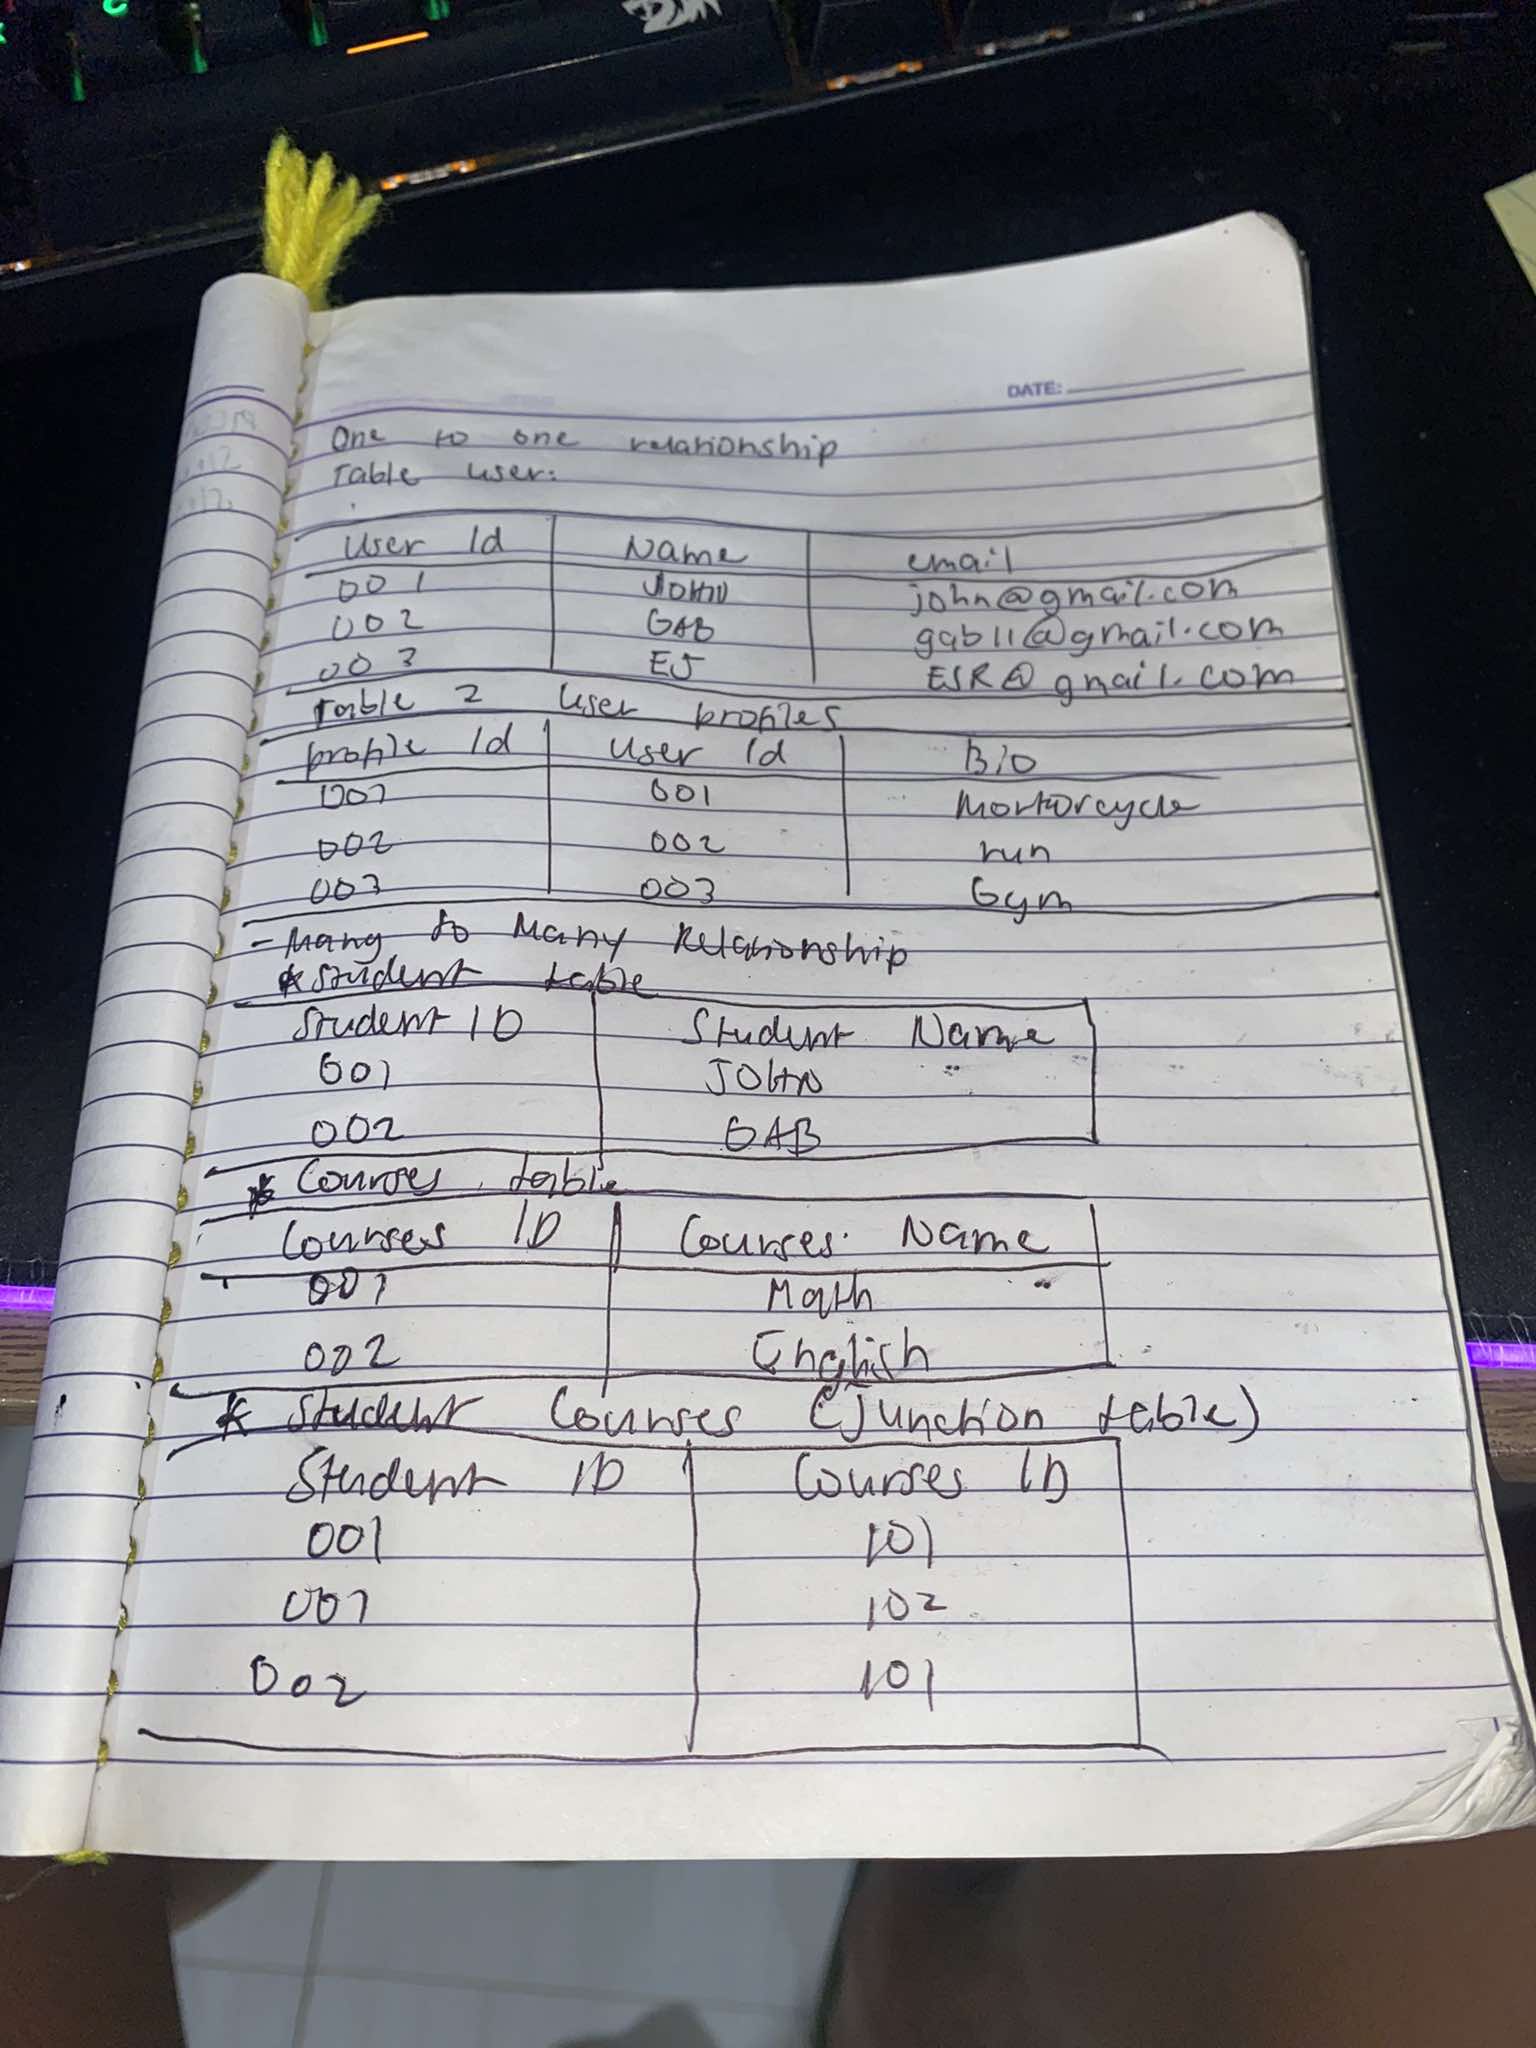 DATE:
One to one relationship
Table user:
User Id Name email
001 JOHN john@gmail.com
002 GAB gab11@gmail.com
003 EJ ESR@gmail.com
Table 2 User profiles
profile Id User Id Bio
001 001 Mortorcycle
002 002 run
003 003 Gym
- Many to Many Relationship
* Student table
Student ID Student Name
001 JOHN
002 GAB
* Courses table
Courses ID Courses Name
001 Math
002 English
* Student Courses (Junction table)
Student ID Courses ID
001 101
001 102
002 101